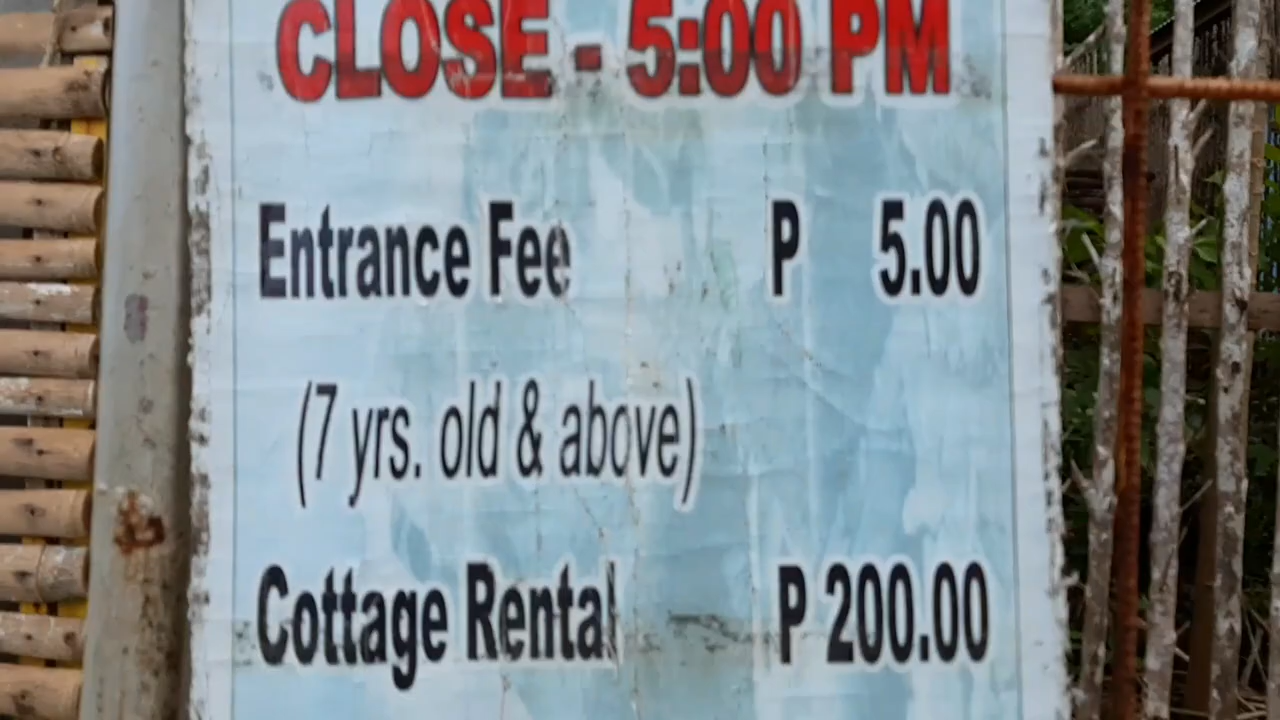 CLOSE - 5:00 PM
Entrance Fee P 5.00
(7 yrs. old & above)
Cottage Rental P 200.00